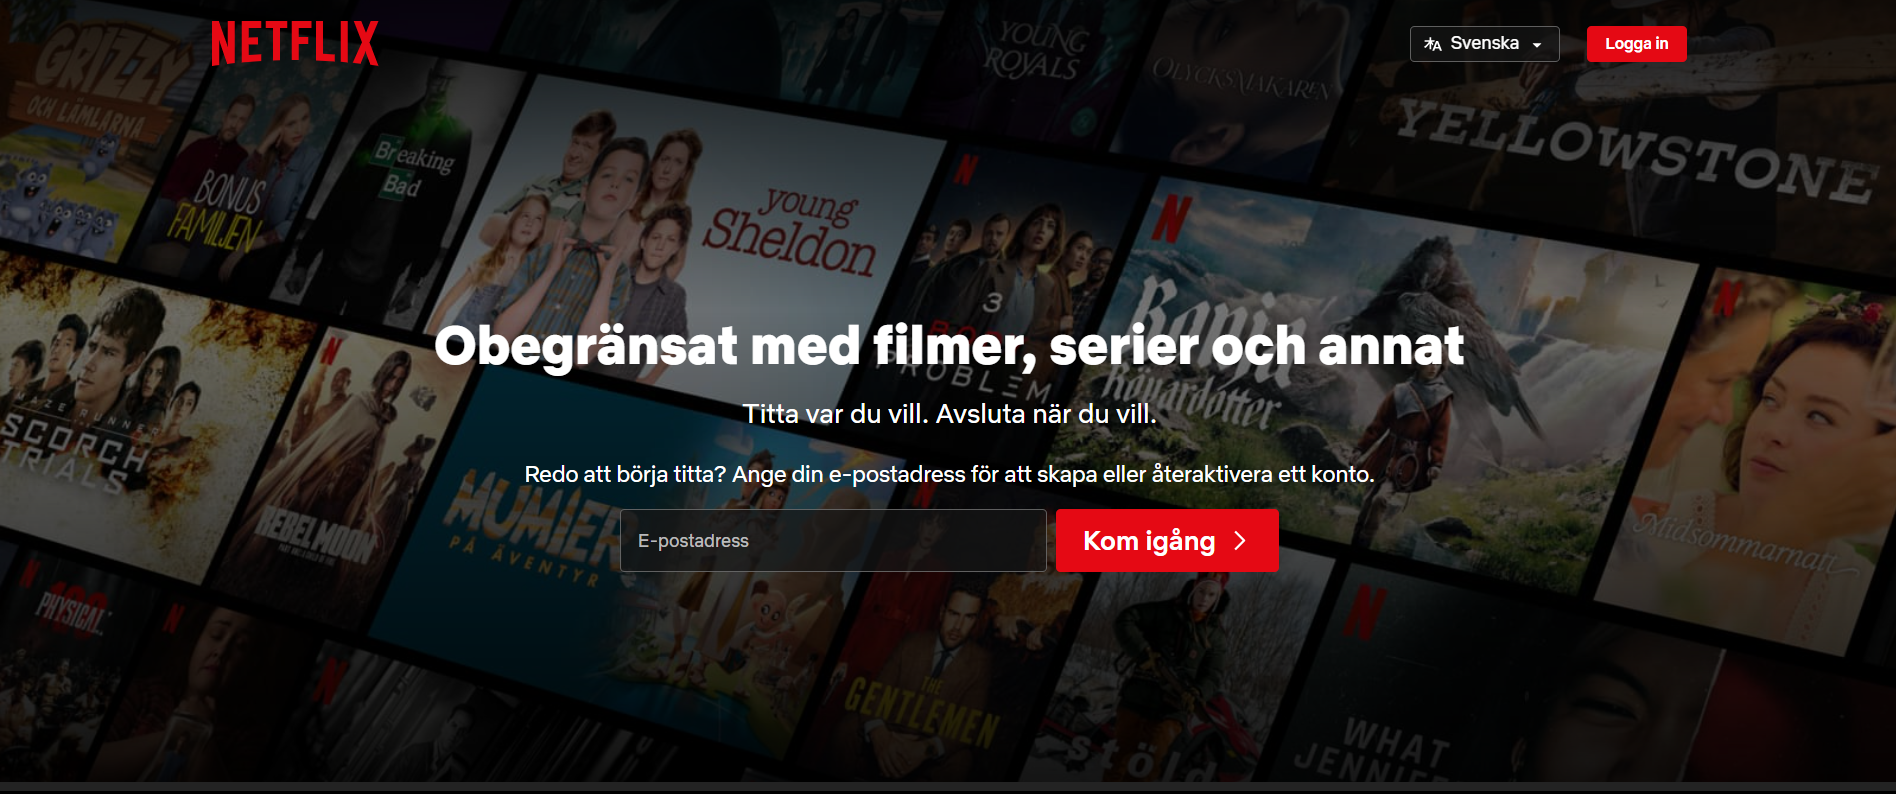 NETFLIX
Svenska
Logga in
GRIZZY
OCH LÄMLARNA
BONUS
FAMILJEN
Breaking
Bad
young
Sheldon
YOUNG
ROYALS
OLYCKSMAKAREN
YELLOWSTONE
N
3
BODY
PROBLEM
N
Ronja
Rövardotter
N
Obegränsat med filmer, serier och annat
Titta var du vill. Avsluta när du vill.
Redo att börja titta? Ange din e-postadress för att skapa eller återaktivera ett konto.
E-postadress
Kom igång
MAZE RUNNER
SCORCH
TRIALS
N
REBEL MOON
MUMIER
PÅ ÄVENTYR
N
Midsommarnatt
N
PHYSICAL
100
N
N
THE
GENTLEMEN
stöld
N
WHAT
JENNIFER